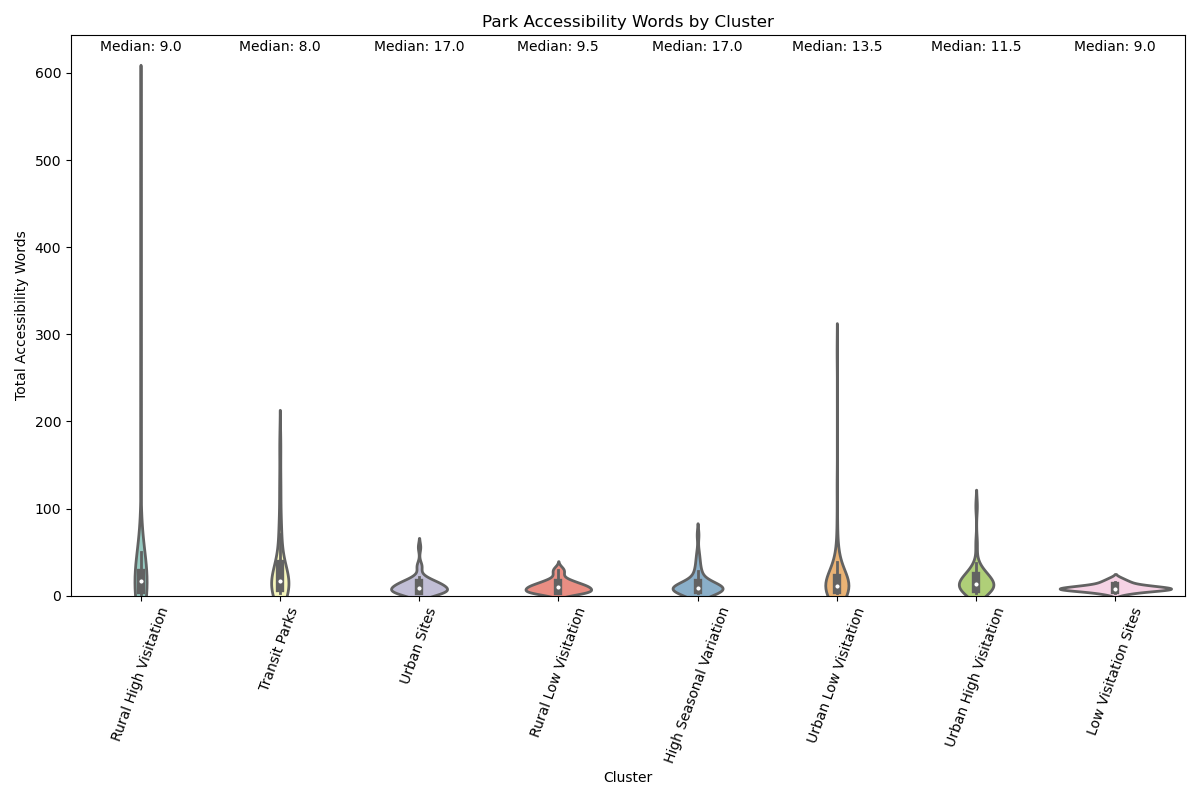 Park Accessibility Words by Cluster
Median: 9.0 Median: 8.0 Median: 17.0 Median: 9.5 Median: 17.0 Median: 13.5 Median: 11.5 Median: 9.0
Total Accessibility Words
600
500
400
300
200
100
0
Rural High Visitation
Transit Parks
Urban Sites
Rural Low Visitation
High Seasonal Variation
Urban Low Visitation
Urban High Visitation
Low Visitation Sites
Cluster